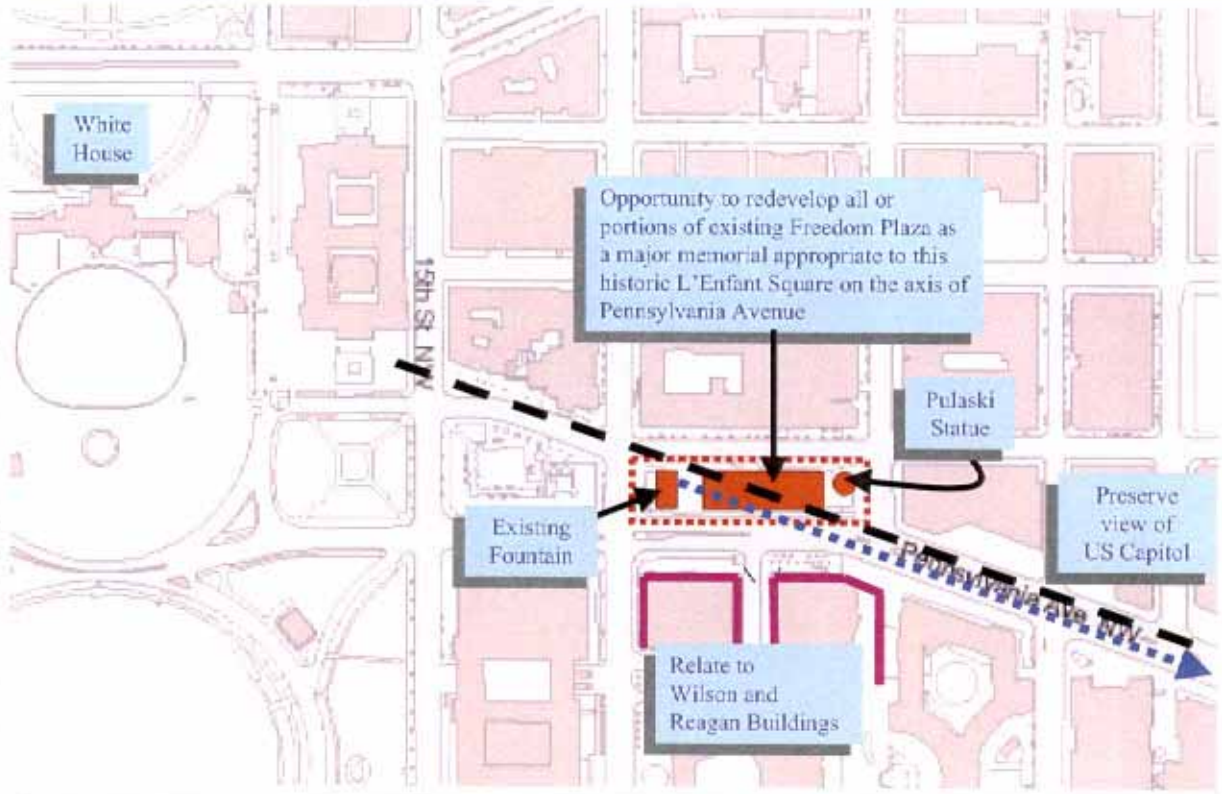 White
House
Opportunity to redevelop all or
portions of existing Freedom Plaza as
a major memorial appropriate to this
historic L'Enfant Square on the axis of
Pennsylvania Avenue
15th St. NW
Pulaski
Statue
Existing
Fountain
Preserve
view of
US Capitol
Pennsylvania Ave. NW
Relate to
Wilson and
Reagan Buildings